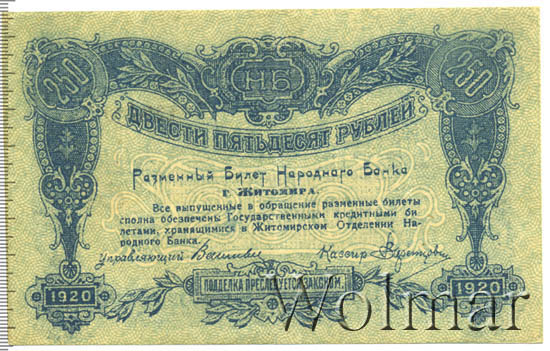 250 НБ 250
ДВЕСТИ ПЯТЬДЕСЯТ РУБЛЕЙ
Разменный Билет Народного Банка
г. Житомира.
Все выпущенные в обращение разменные билеты
сполна обеспечены Государственными кредитными би
летами, хранящимися в Житомирском Отделении На-
родного Банка.
Управляющий Кассир
ПОДДЕЛКА ПРЕСЛЕДУЕТСЯ ЗАКОНОМ.
1920 1920
Wolmar